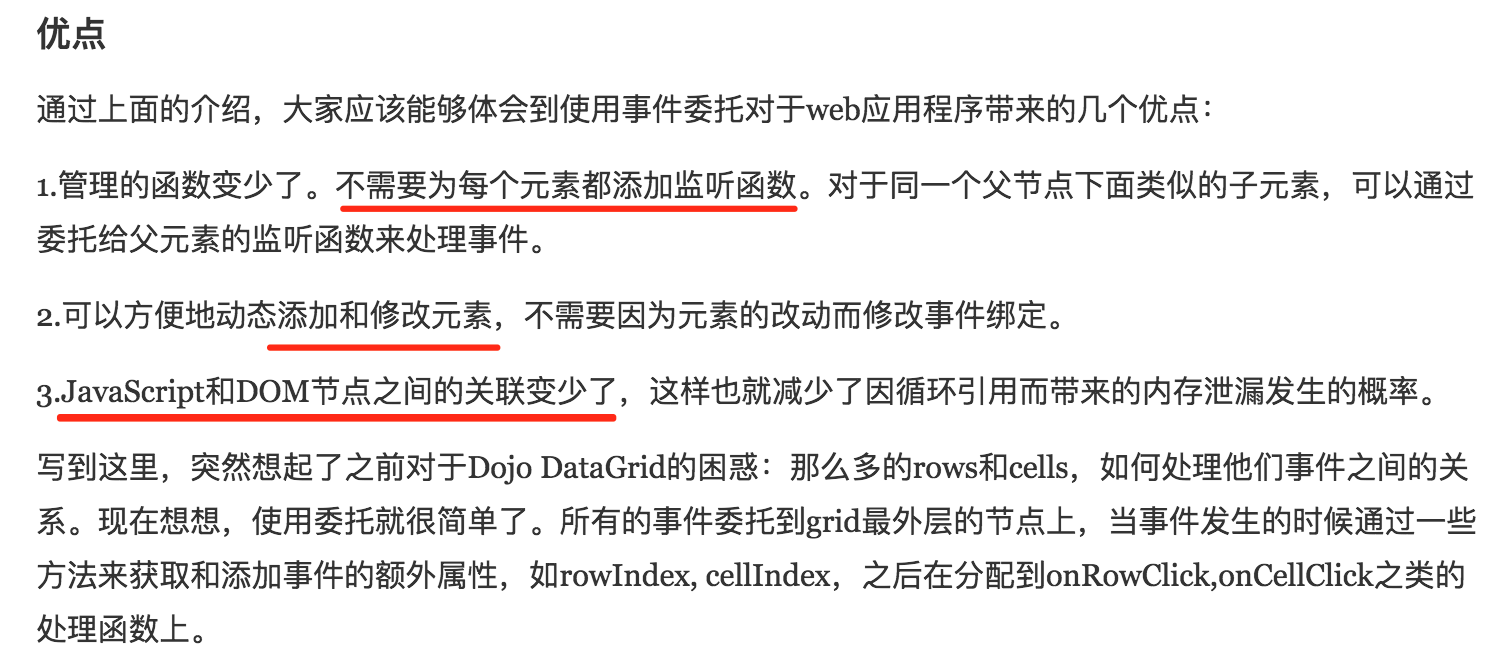 优点
通过上面的介绍，大家应该能够体会到使用事件委托对于web应用程序带来的几个优点：
1.管理的函数变少了。不需要为每个元素都添加监听函数。对于同一个父节点下面类似的子元素，可以通过
委托给父元素的监听函数来处理事件。
2.可以方便地动态添加和修改元素，不需要因为元素的改动而修改事件绑定。
3.JavaScript和DOM节点之间的关联变少了，这样也就减少了因循环引用而带来的内存泄漏发生的概率。
写到这里，突然想起了之前对于Dojo DataGrid的困惑：那么多的rows和cells，如何处理他们事件之间的关
系。现在想想，使用委托就很简单了。所有的事件委托到grid最外层的节点上，当事件发生的时候通过一些
方法来获取和添加事件的额外属性，如rowIndex, cellIndex，之后在分配到onRowClick,onCellClick之类的
处理函数上。